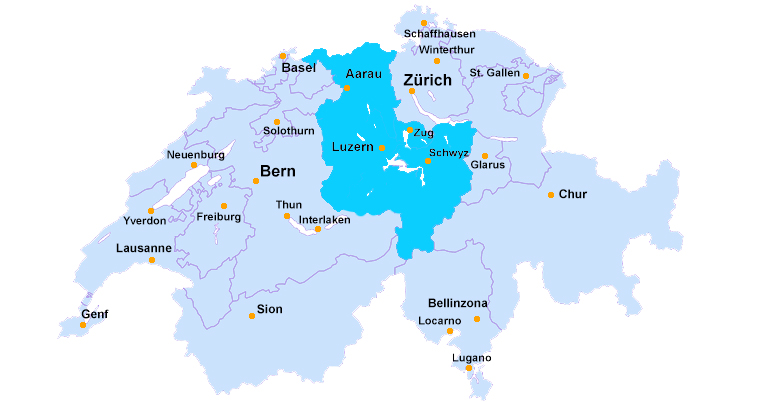 Schaffhausen
Winterthur
Basel
Aarau
Zürich
St. Gallen
Solothurn
Zug
Luzern
Schwyz
Neuenburg
Glarus
Bern
Chur
Thun
Yverdon
Freiburg
Interlaken
Lausanne
Genf
Sion
Bellinzona
Locarno
Lugano